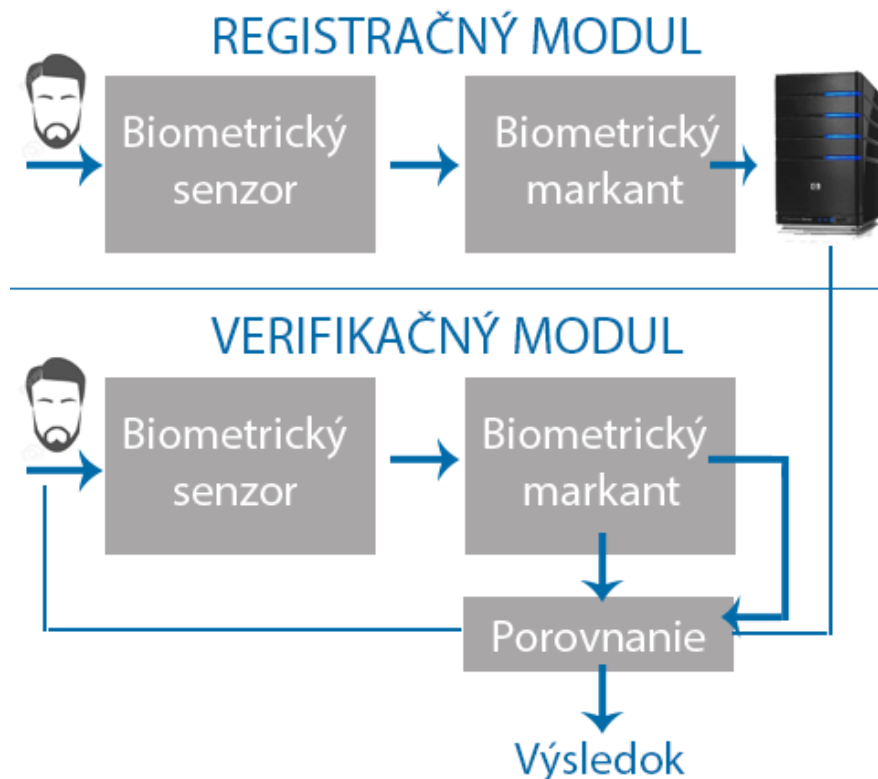 REGISTRAČNÝ MODUL
Biometrický
senzor
Biometrický
markant
VERIFIKAČNÝ MODUL
Biometrický
senzor
Biometrický
markant
Porovnanie
Výsledok